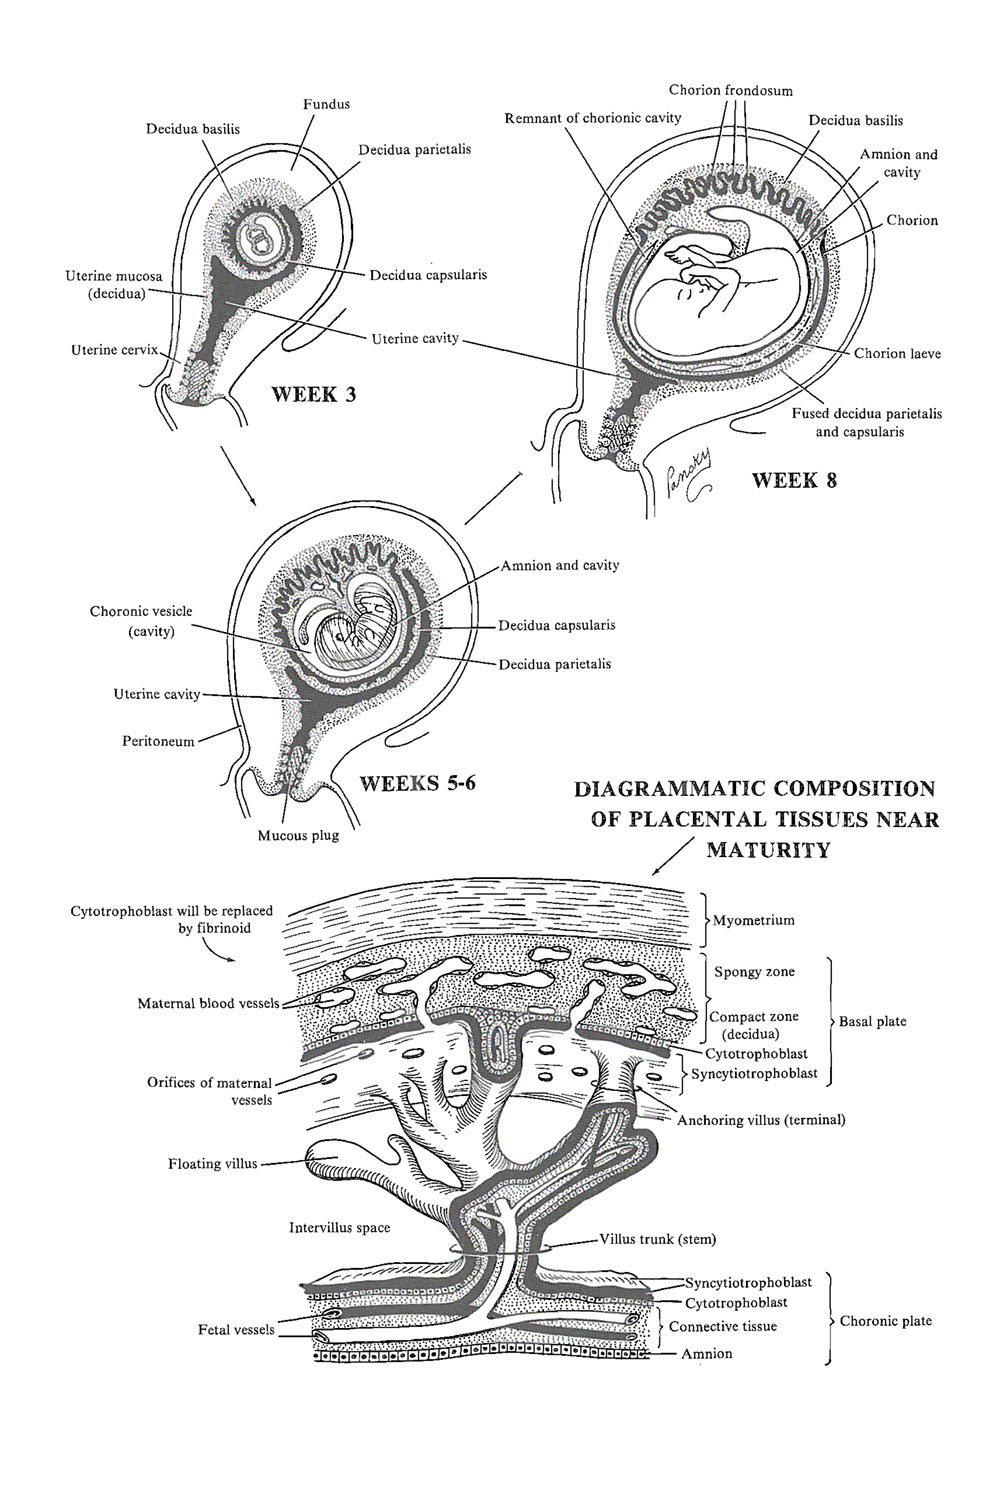 Fundus
Decidua basilis
Decidua parietalis
Uterine mucosa
(decidua)
Decidua capsularis
Uterine cavity
Uterine cervix
WEEK 3
Chorion frondosum
Remnant of chorionic cavity
Decidua basilis
Amnion and
cavity
Chorion
Chorion laeve
Fused decidua parietalis
and capsularis
Pansky
WEEK 8
Amnion and cavity
Choronic vesicle
(cavity)
Decidua capsularis
Decidua parietalis
Uterine cavity
Peritoneum
WEEKS 5-6
Mucous plug
DIAGRAMMATIC COMPOSITION
OF PLACENTAL TISSUES NEAR
MATURITY
Cytotrophoblast will be replaced
by fibrinoid
Myometrium
Spongy zone
Maternal blood vessels
Compact zone
(decidua)
Basal plate
Cytotrophoblast
Syncytiotrophoblast
Orifices of maternal
vessels
Anchoring villus (terminal)
Floating villus
Intervillus space
Villus trunk (stem)
Syncytiotrophoblast
Cytotrophoblast
Connective tissue
Choronic plate
Fetal vessels
Amnion